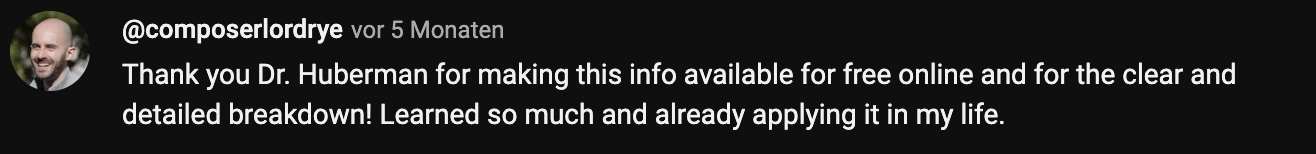 @composerlordrye vor 5 Monaten
Thank you Dr. Huberman for making this info available for free online and for the clear and
detailed breakdown! Learned so much and already applying it in my life.